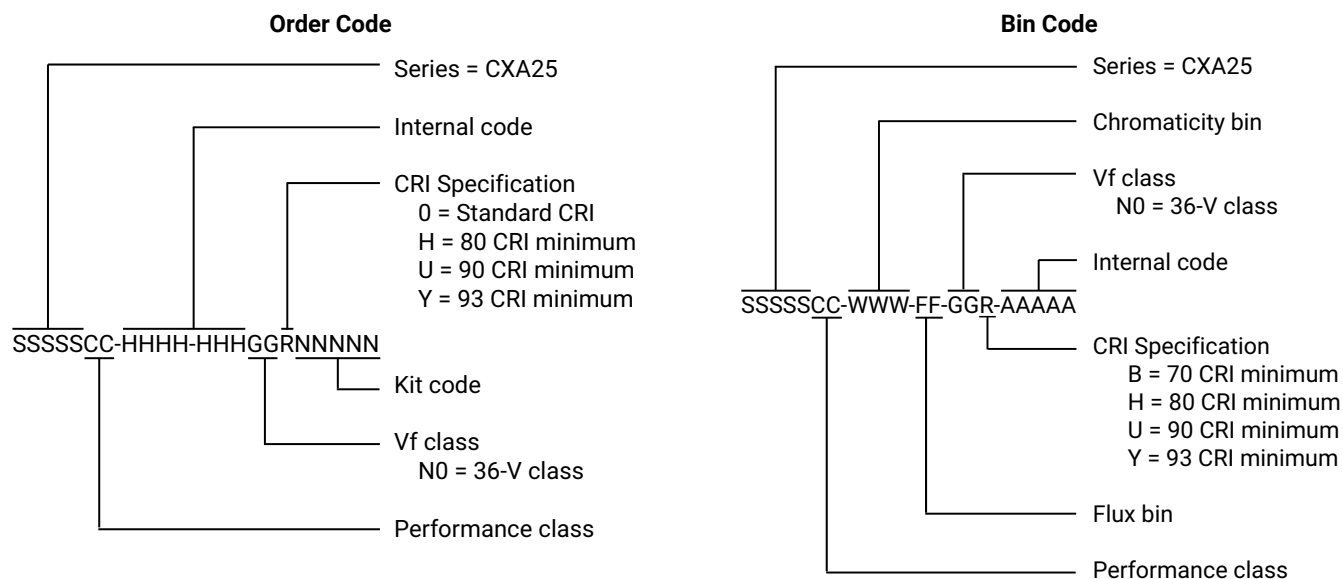 Order Code
Series = CXA25
Internal code
CRI Specification
0 = Standard CRI
H = 80 CRI minimum
U = 90 CRI minimum
Y = 93 CRI minimum
SSSSSCC-HHHH-HHHGGRNNNNN
Kit code
Vf class
N0 = 36-V class
Performance class
Bin Code
Series = CXA25
Chromaticity bin
Vf class
N0 = 36-V class
Internal code
SSSSSCC-WWW-FF-GGR-AAAAA
CRI Specification
B = 70 CRI minimum
H = 80 CRI minimum
U = 90 CRI minimum
Y = 93 CRI minimum
Flux bin
Performance class